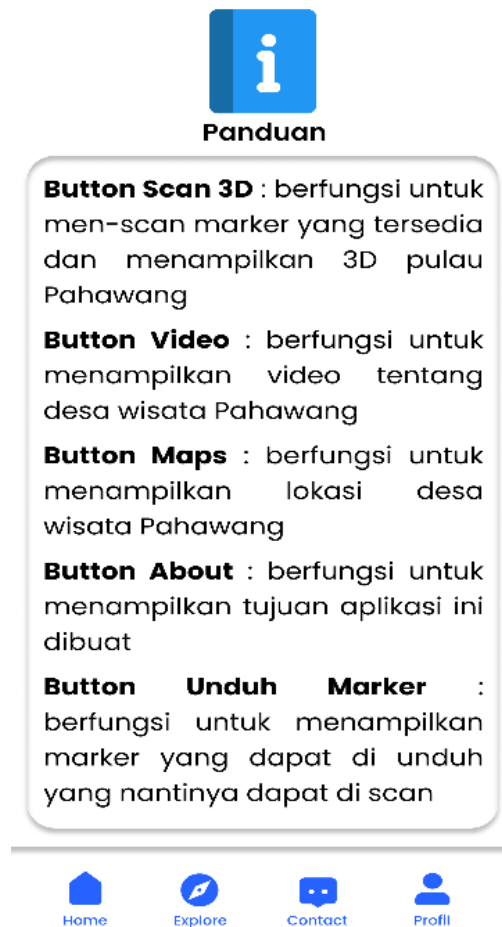 Panduan
Button Scan 3D : berfungsi untuk
men-scan marker yang tersedia
dan menampilkan 3D pulau
Pahawang
Button Video : berfungsi untuk
menampilkan video tentang
desa wisata Pahawang
Button Maps : berfungsi untuk
menampilkan lokasi desa
wisata Pahawang
Button About : berfungsi untuk
menampilkan tujuan aplikasi ini
dibuat
Button Unduh Marker :
berfungsi untuk menampilkan
marker yang dapat di unduh
yang nantinya dapat di scan
Home Explore Contact Profil